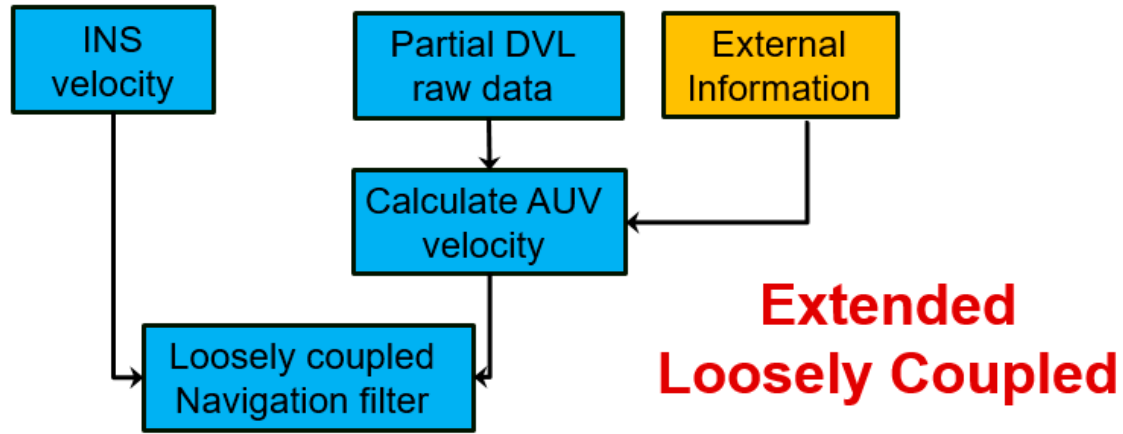 INS
velocity
Partial DVL
raw data
External
Information
Calculate AUV
velocity
Loosely coupled
Navigation filter
Extended
Loosely Coupled